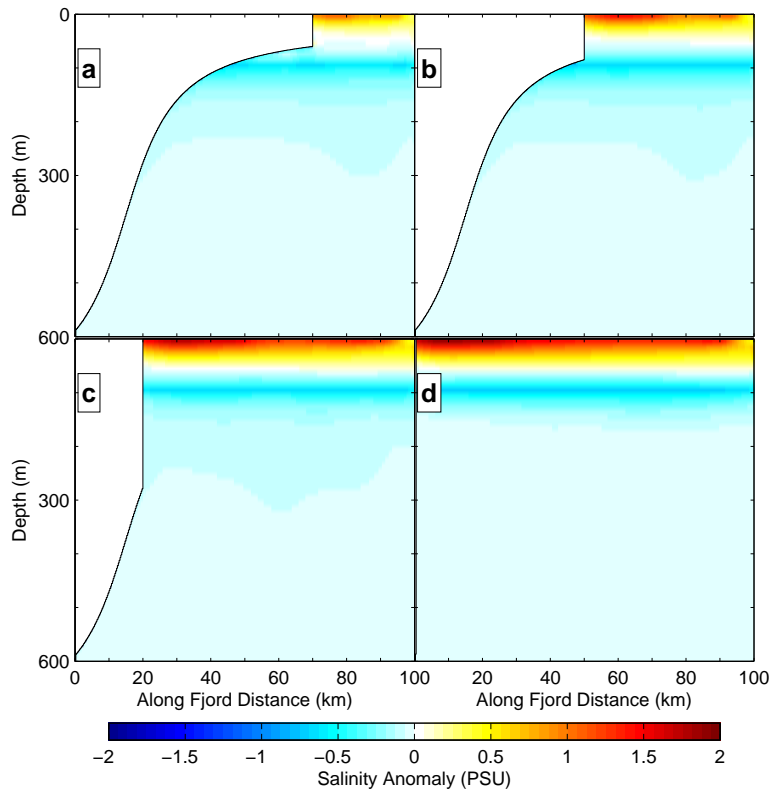 0
a
b
Depth (m)
300
600
c
d
Depth (m)
300
600
0 20 40 60 80 100 20 40 60 80 100
Along Fjord Distance (km) Along Fjord Distance (km)
−2 −1.5 −1 −0.5 0 0.5 1 1.5 2
Salinity Anomaly (PSU)